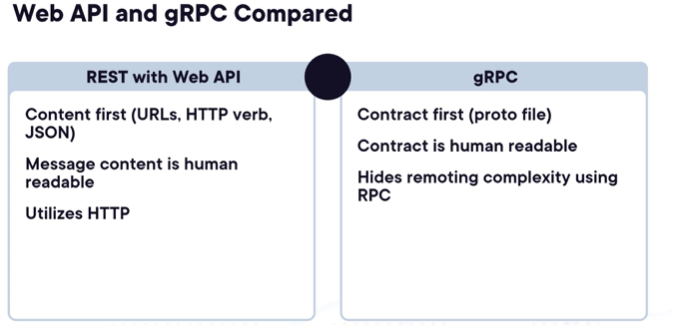 Web API and gRPC Compared
REST with Web API
Content first (URLs, HTTP verb,
JSON)
Message content is human
readable
Utilizes HTTP
gRPC
Contract first (proto file)
Contract is human readable
Hides remoting complexity using
RPC